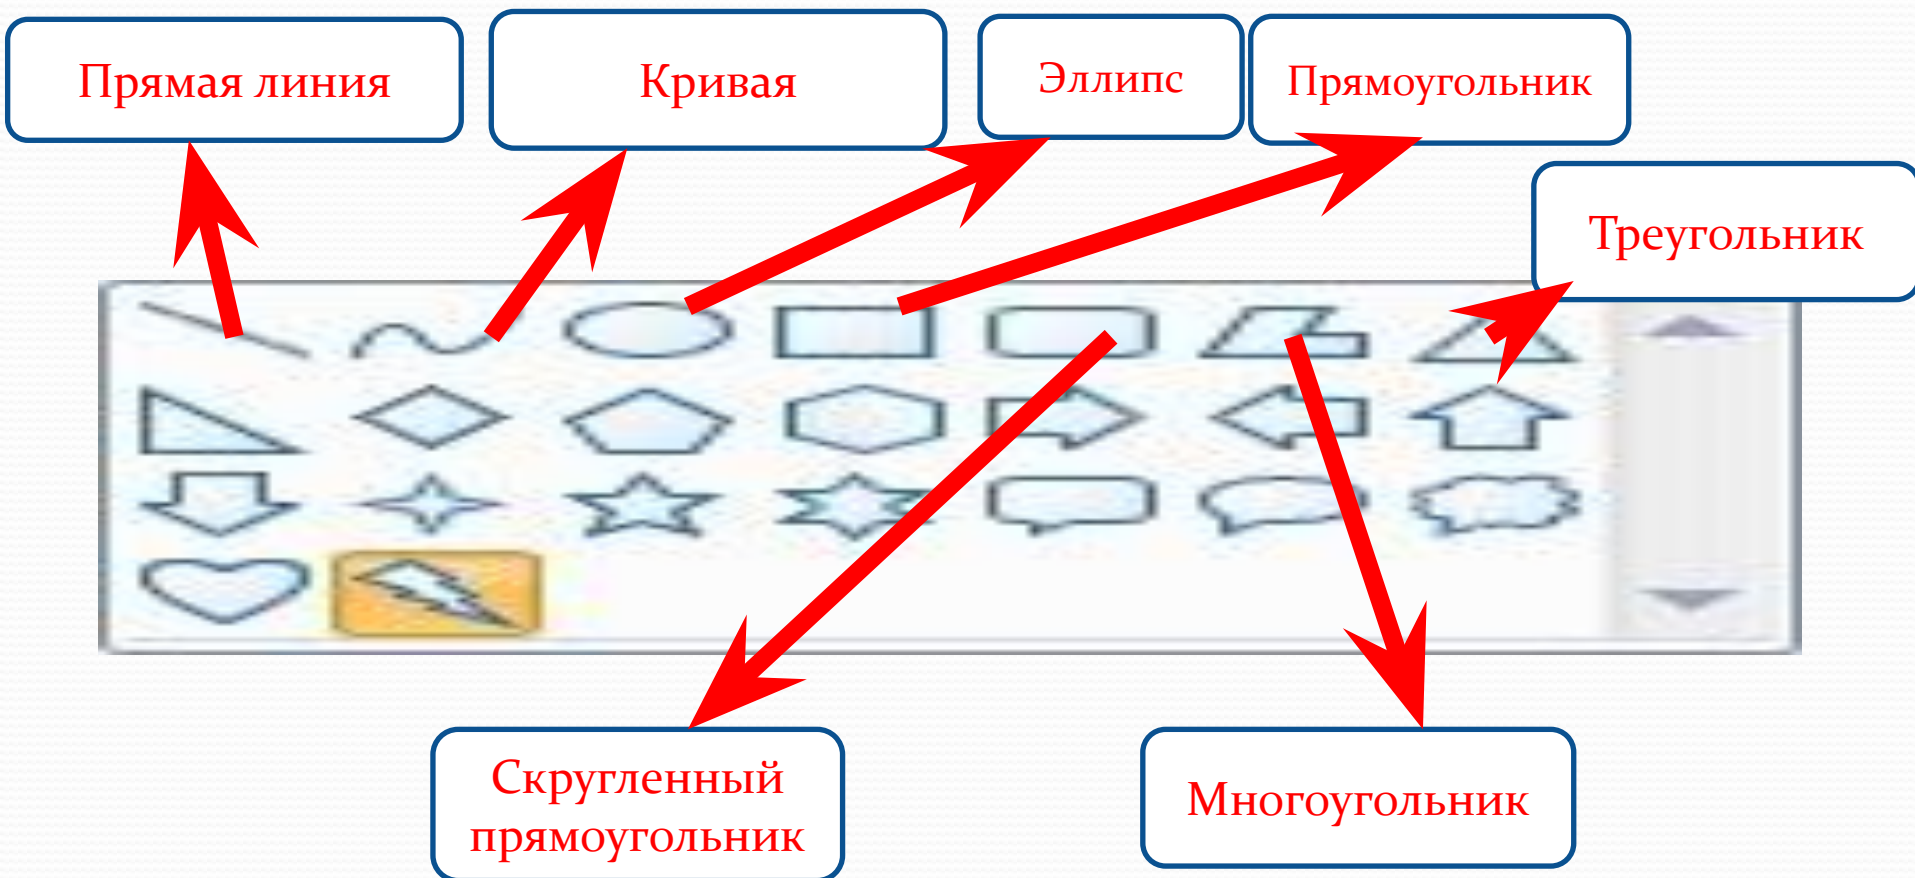 Прямая линия
Кривая
Эллипс
Прямоугольник
Треугольник
Скругленный
прямоугольник
Многоугольник